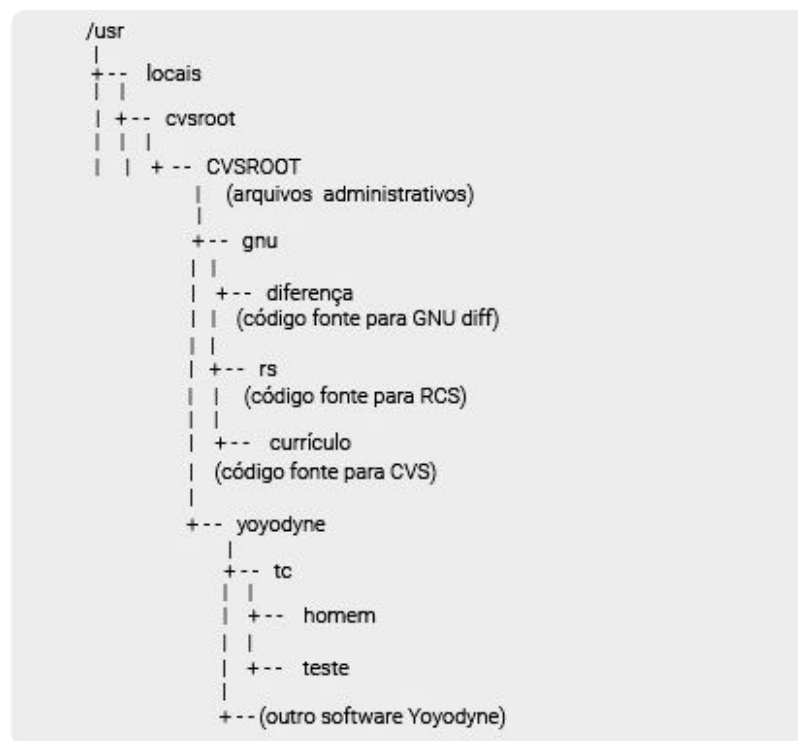 /usr
|
+-- locais
| |
| +-- cvsroot
| | |
| | + -- CVSROOT
| (arquivos administrativos)
|
+-- gnu
| |
| +-- diferença
| | (código fonte para GNU diff)
| |
| +-- rs
| | (código fonte para RCS)
| |
| +-- currículo
| (código fonte para CVS)
|
+-- yoyodyne
|
+-- tc
| |
| +-- homem
| |
| +-- teste
|
+--(outro software Yoyodyne)